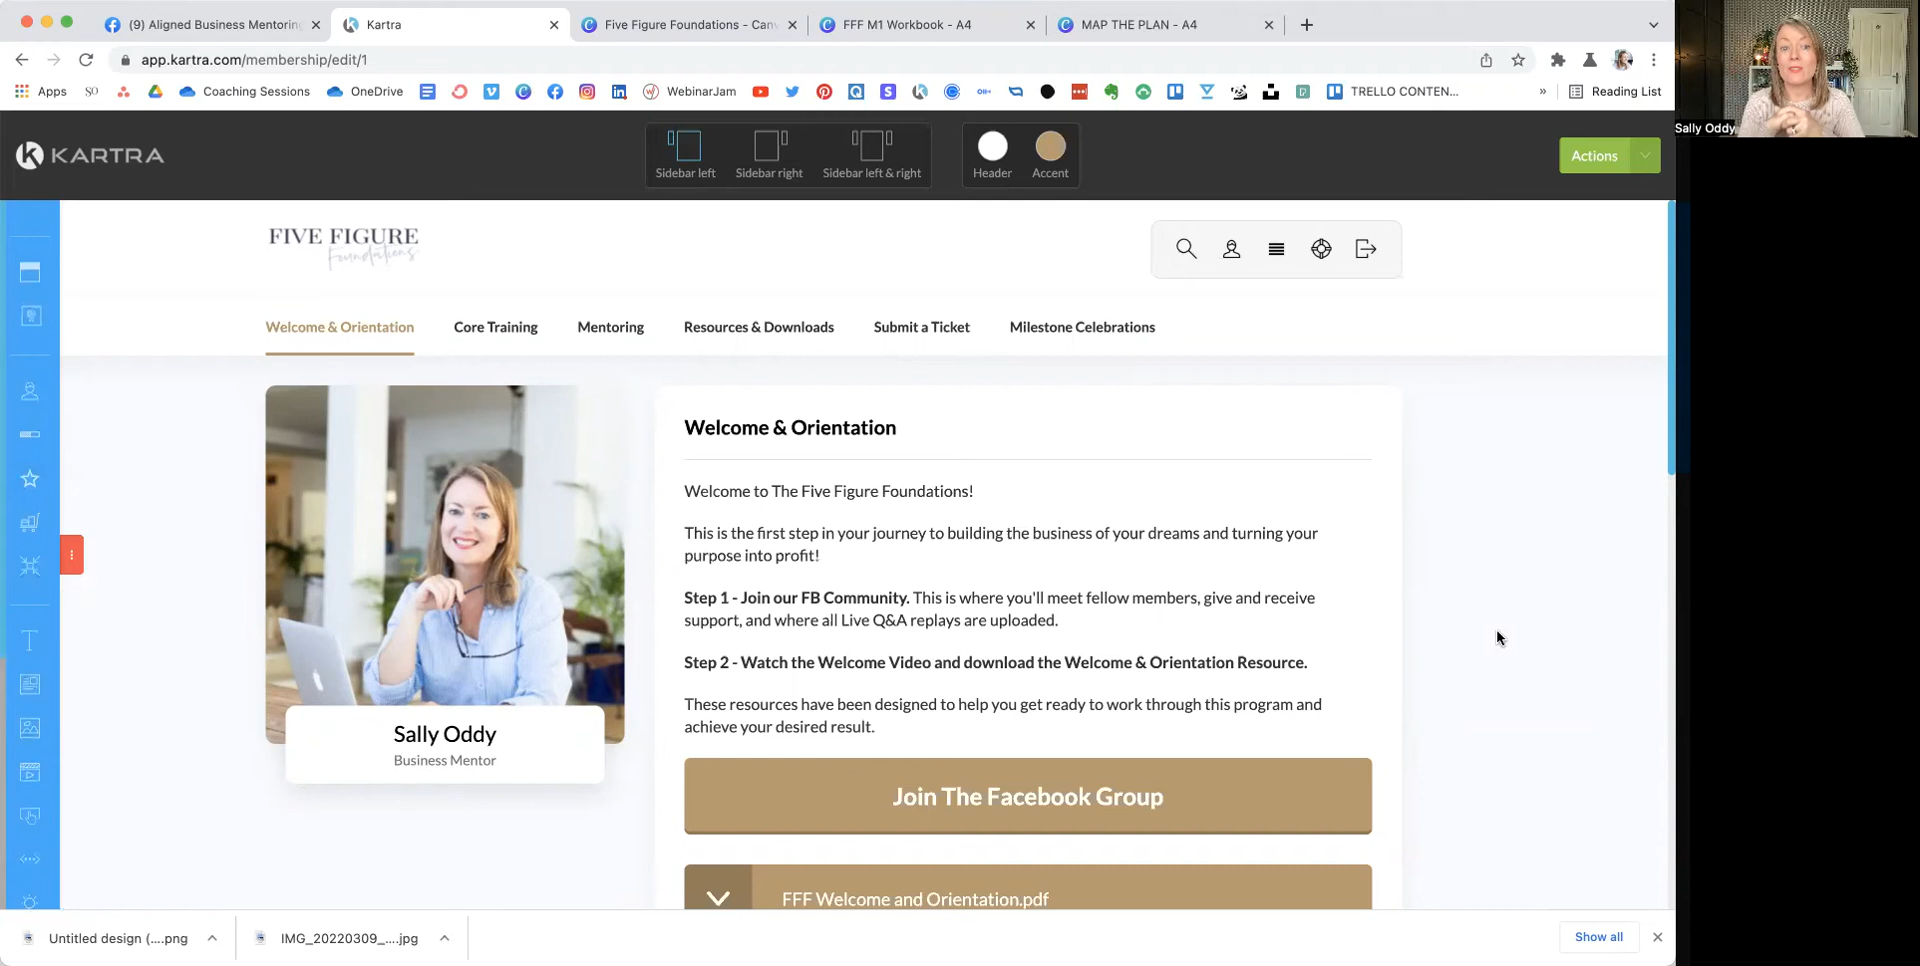 (9) Aligned Business Mentoring
Kartra
Five Figure Foundations - Canv
FFF M1 Workbook - A4
MAP THE PLAN - A4
app.kartra.com/membership/edit/1
Apps
SO
Coaching Sessions
OneDrive
WebinarJam
TRELLO CONTEN...
»
Reading List
Sally Oddy
KARTRA
Sidebar left
Sidebar right
Sidebar left & right
Header
Accent
Actions
FIVE FIGURE
Foundations
Welcome & Orientation
Core Training
Mentoring
Resources & Downloads
Submit a Ticket
Milestone Celebrations
Sally Oddy
Business Mentor
Welcome & Orientation
Welcome to The Five Figure Foundations!
This is the first step in your journey to building the business of your dreams and turning your
purpose into profit!
Step 1 - Join our FB Community. This is where you'll meet fellow members, give and receive
support, and where all Live Q&A replays are uploaded.
Step 2 - Watch the Welcome Video and download the Welcome & Orientation Resource.
These resources have been designed to help you get ready to work through this program and
achieve your desired result.
Join The Facebook Group
FFF Welcome and Orientation.pdf
Untitled design (....png
IMG_20220309_....jpg
Show all